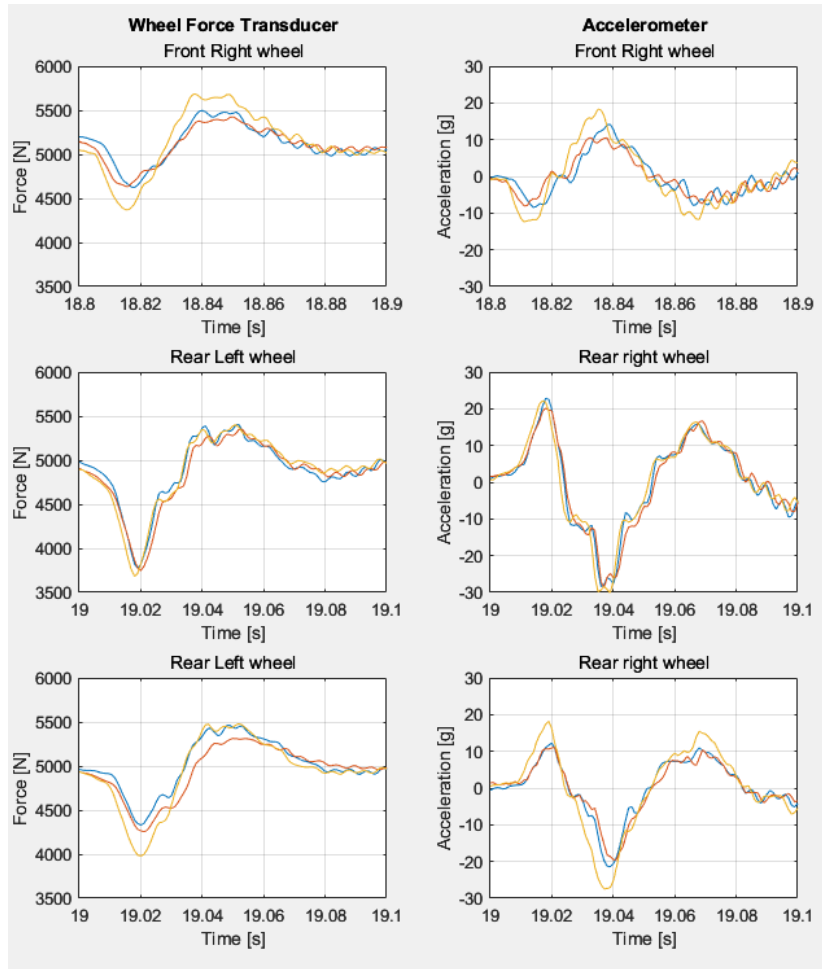 Wheel Force Transducer
Front Right wheel
6000
5500
5000
4500
4000
3500
Force [N]
18.8 18.82 18.84 18.86 18.88 18.9
Time [s]
Accelerometer
Front Right wheel
30
20
10
0
-10
-20
-30
Acceleration [g]
18.8 18.82 18.84 18.86 18.88 18.9
Time [s]
Rear Left wheel
6000
5500
5000
4500
4000
3500
Force [N]
19 19.02 19.04 19.06 19.08 19.1
Time [s]
Rear right wheel
30
20
10
0
-10
-20
-30
Acceleration [g]
19 19.02 19.04 19.06 19.08 19.1
Time [s]
Rear Left wheel
6000
5500
5000
4500
4000
3500
Force [N]
19 19.02 19.04 19.06 19.08 19.1
Time [s]
Rear right wheel
30
20
10
0
-10
-20
-30
Acceleration [g]
19 19.02 19.04 19.06 19.08 19.1
Time [s]